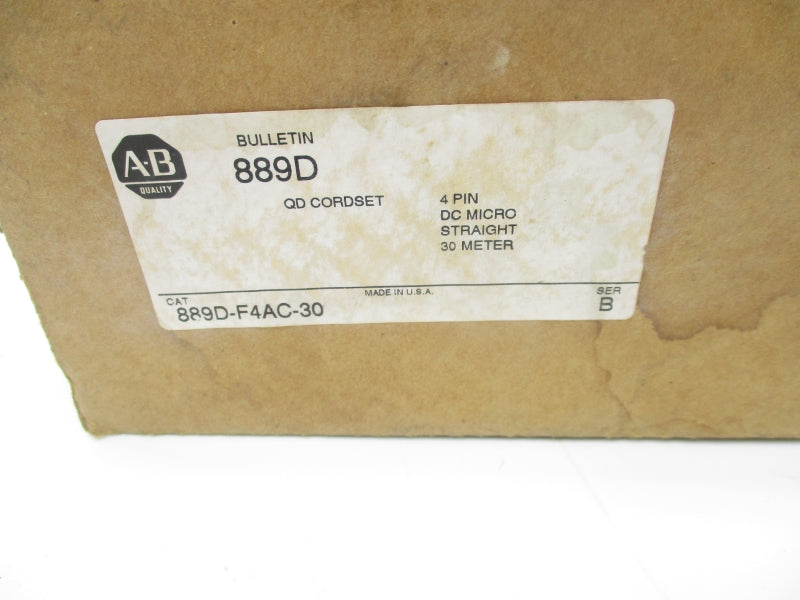 A-B
QUALITY
BULLETIN
889D
QD CORDSET
4 PIN
DC MICRO
STRAIGHT
30 METER
MADE IN U.S.A.
CAT
889D-F4AC-30
SER
B